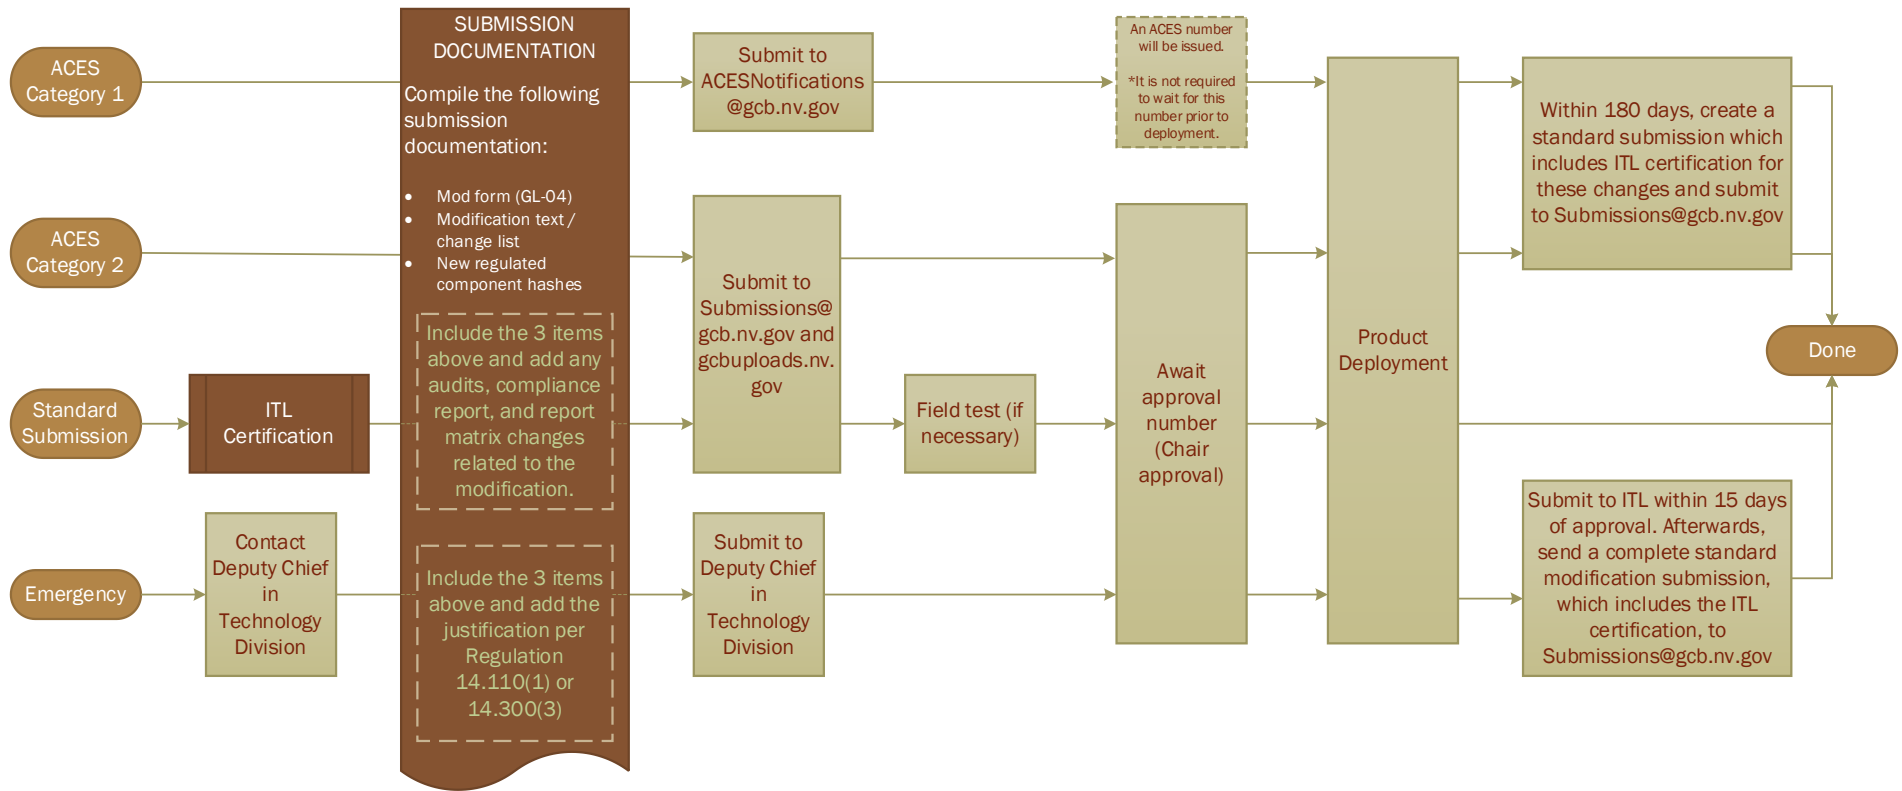 ACES
Category 1
ACES
Category 2
Standard
Submission
Emergency
ITL
Certification
Contact
Deputy Chief
in
Technology
Division
SUBMISSION
DOCUMENTATION
Compile the following
submission
documentation:
• Mod form (GL-04)
• Modification text /
change list
• New regulated
component hashes
Include the 3 items
above and add any
audits, compliance
report, and report
matrix changes
related to the
modification.
Include the 3 items
above and add the
justification per
Regulation
14.110(1) or
14.300(3)
Submit to
ACESNotifications
@gcb.nv.gov
Submit to
Submissions@
gcb.nv.gov and
gcbuploads.nv.
gov
Submit to
Deputy Chief
in
Technology
Division
Field test (if
necessary)
An ACES number
will be issued.
*It is not required
to wait for this
number prior to
deployment.
Await
approval
number
(Chair
approval)
Product
Deployment
Within 180 days, create a
standard submission which
includes ITL certification for
these changes and submit
to Submissions@gcb.nv.gov
Submit to ITL within 15 days
of approval. Afterwards,
send a complete standard
modification submission,
which includes the ITL
certification, to
Submissions@gcb.nv.gov
Done